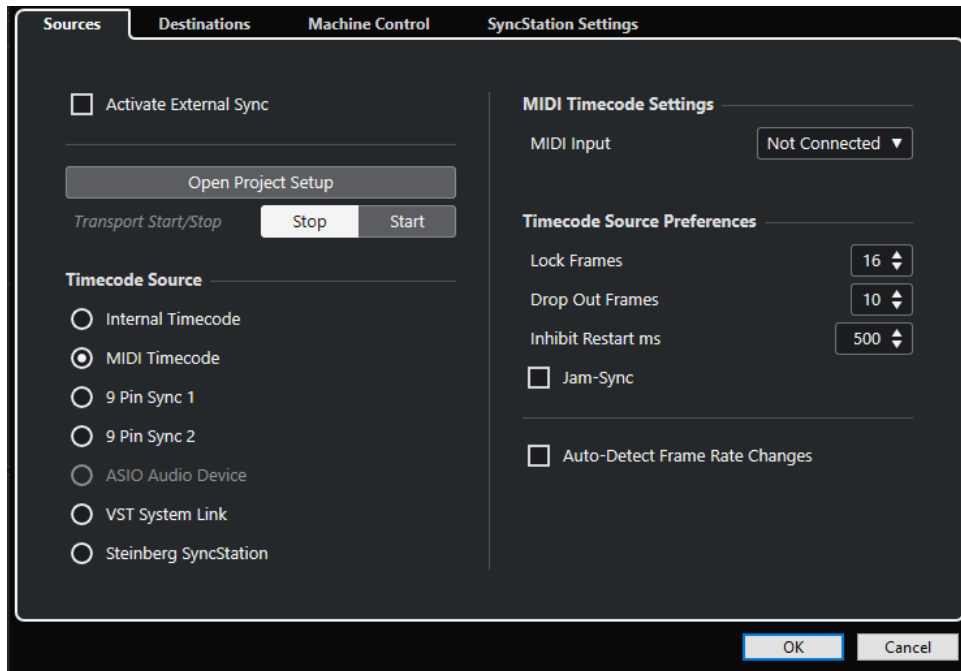 Sources Destinations Machine Control SyncStation Settings
Activate External Sync
Open Project Setup
Transport Start/Stop Stop Start
Timecode Source
Internal Timecode
MIDI Timecode
9 Pin Sync 1
9 Pin Sync 2
ASIO Audio Device
VST System Link
Steinberg SyncStation
MIDI Timecode Settings
MIDI Input Not Connected
Timecode Source Preferences
Lock Frames 16
Drop Out Frames 10
Inhibit Restart ms 500
Jam-Sync
Auto-Detect Frame Rate Changes
OK Cancel